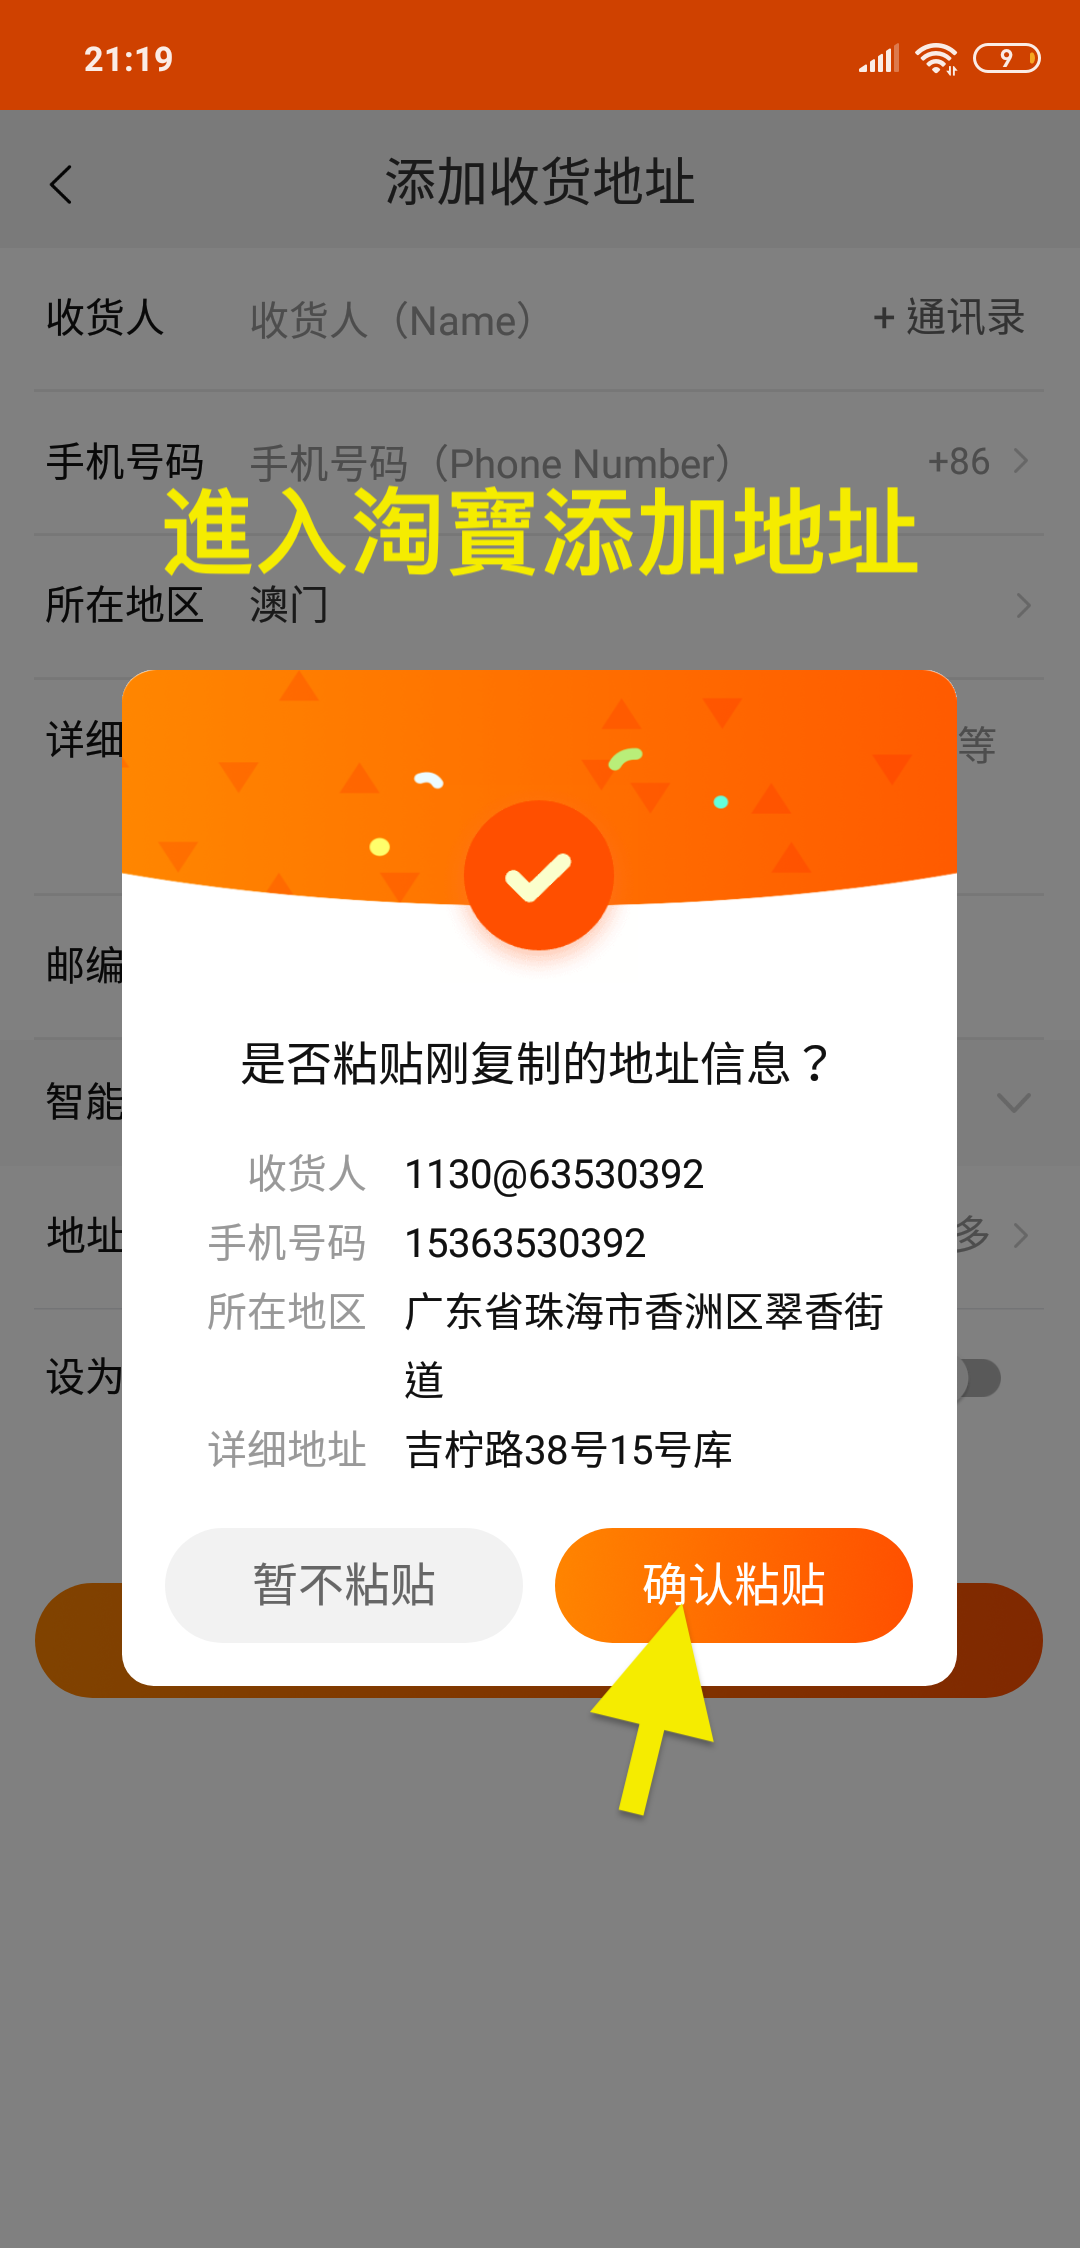 21:19
9
添加收货地址
收货人 收货人（Name） + 通讯录
手机号码 手机号码（Phone Number） +86
進入淘寶添加地址
所在地区 澳门
详细 等
邮编
是否粘贴刚复制的地址信息？
智能
收货人 1130@63530392
地址 多
手机号码 15363530392
所在地区 广东省珠海市香洲区翠香街
道
设为
详细地址 吉柠路38号15号库
暂不粘贴 确认粘贴